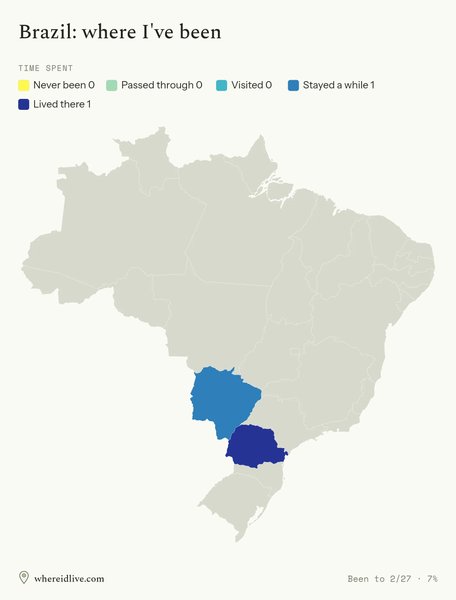 Brazil: where I've been
TIME SPENT
Never been 0 Passed through 0 Visited 0 Stayed a while 1
Lived there 1
whereidlive.com Been to 2/27 · 7%